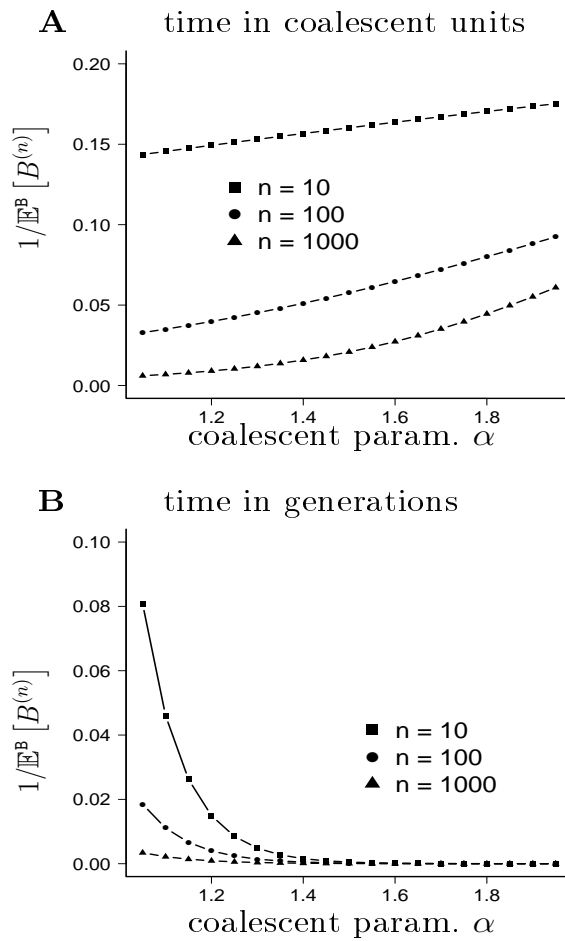 A time in coalescent units
0.20
0.15
0.10
0.05
0.00
1/𝔼ᴮ [B⁽ⁿ⁾]
n = 10
n = 100
n = 1000
1.2 1.4 1.6 1.8
coalescent param. α
B time in generations
0.10
0.08
0.06
0.04
0.02
0.00
1/𝔼ᴮ [B⁽ⁿ⁾]
n = 10
n = 100
n = 1000
1.2 1.4 1.6 1.8
coalescent param. α